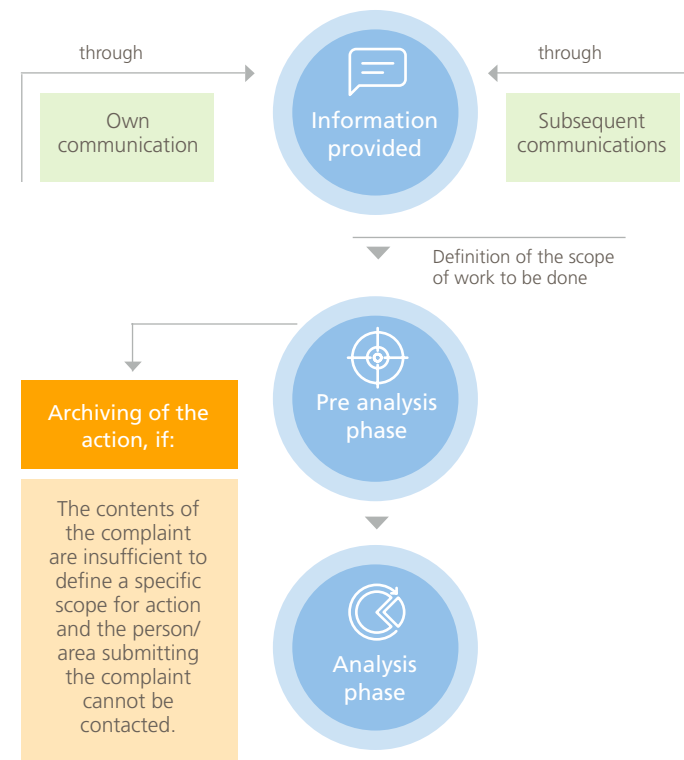 through
through
Own
communication
Information
provided
Subsequent
communications
Definition of the scope
of work to be done
Pre analysis
phase
Archiving of the
action, if:
The contents of
the complaint
are insufficient to
define a specific
scope for action
and the person/
area submitting
the complaint
cannot be
contacted.
Analysis
phase